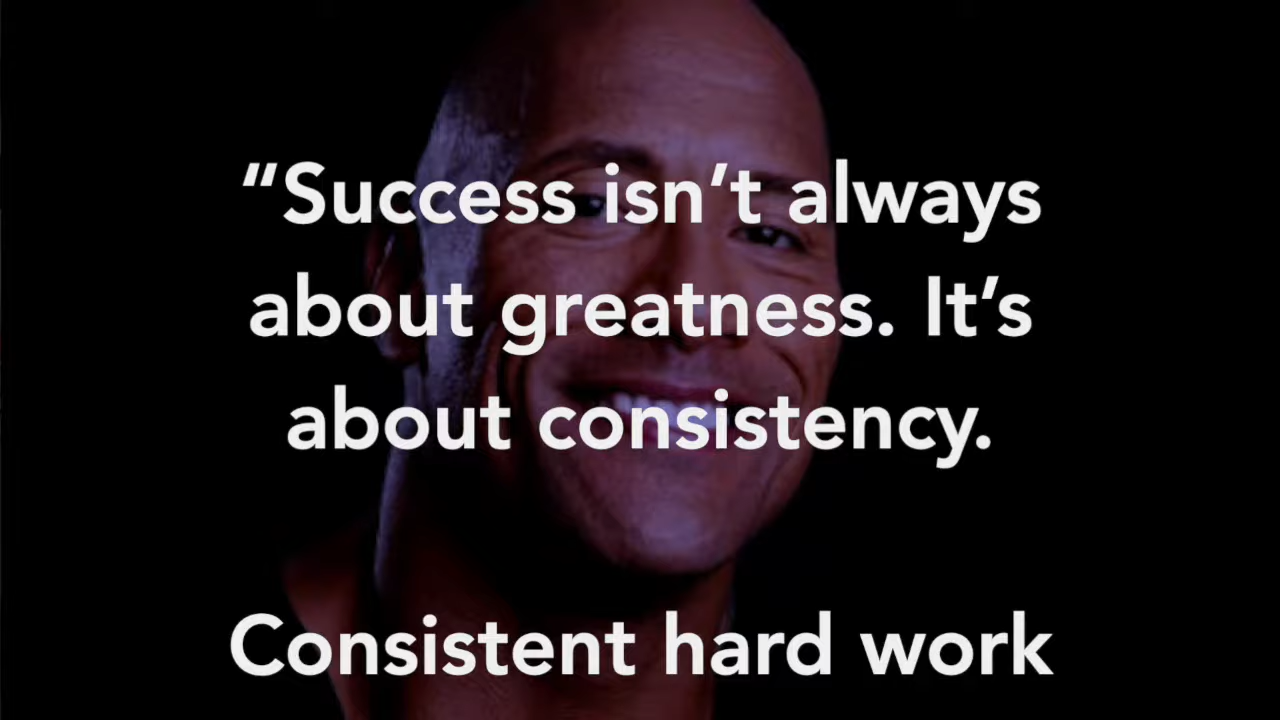 “Success isn’t always
about greatness. It’s
about consistency.
Consistent hard work